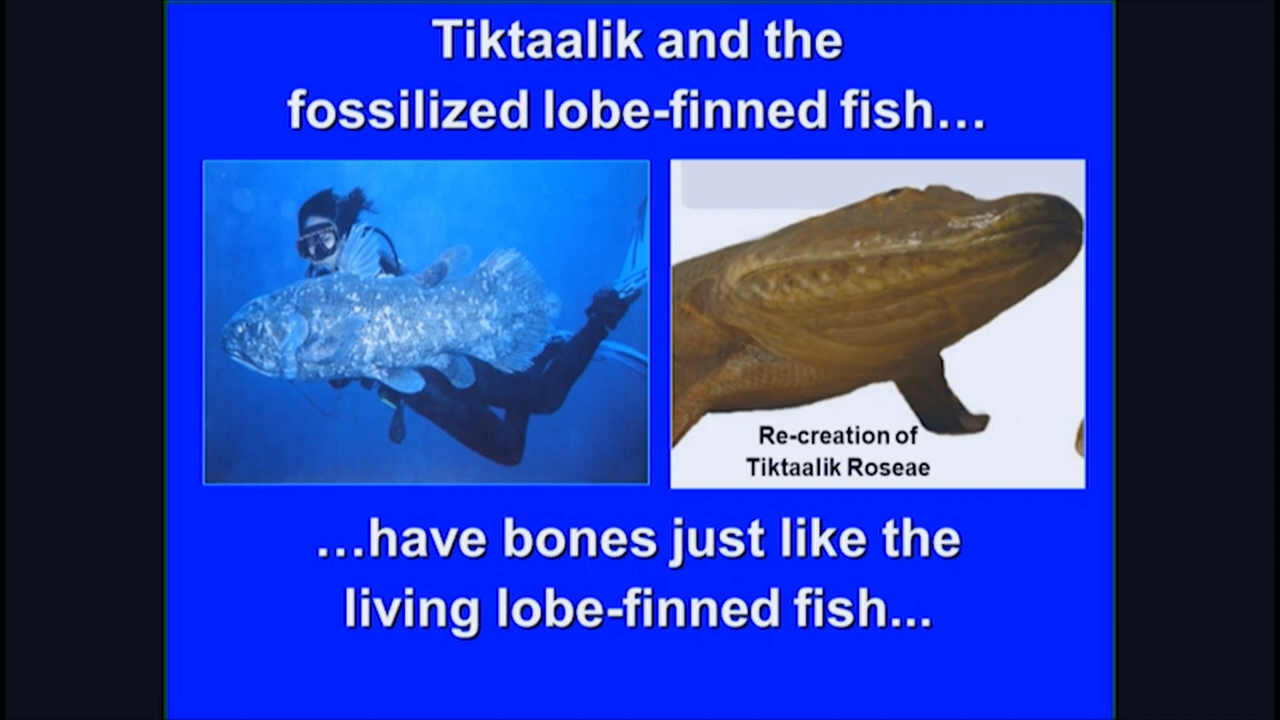 Tiktaalik and the
fossilized lobe-finned fish…
Re-creation of
Tiktaalik Roseae
…have bones just like the
living lobe-finned fish...